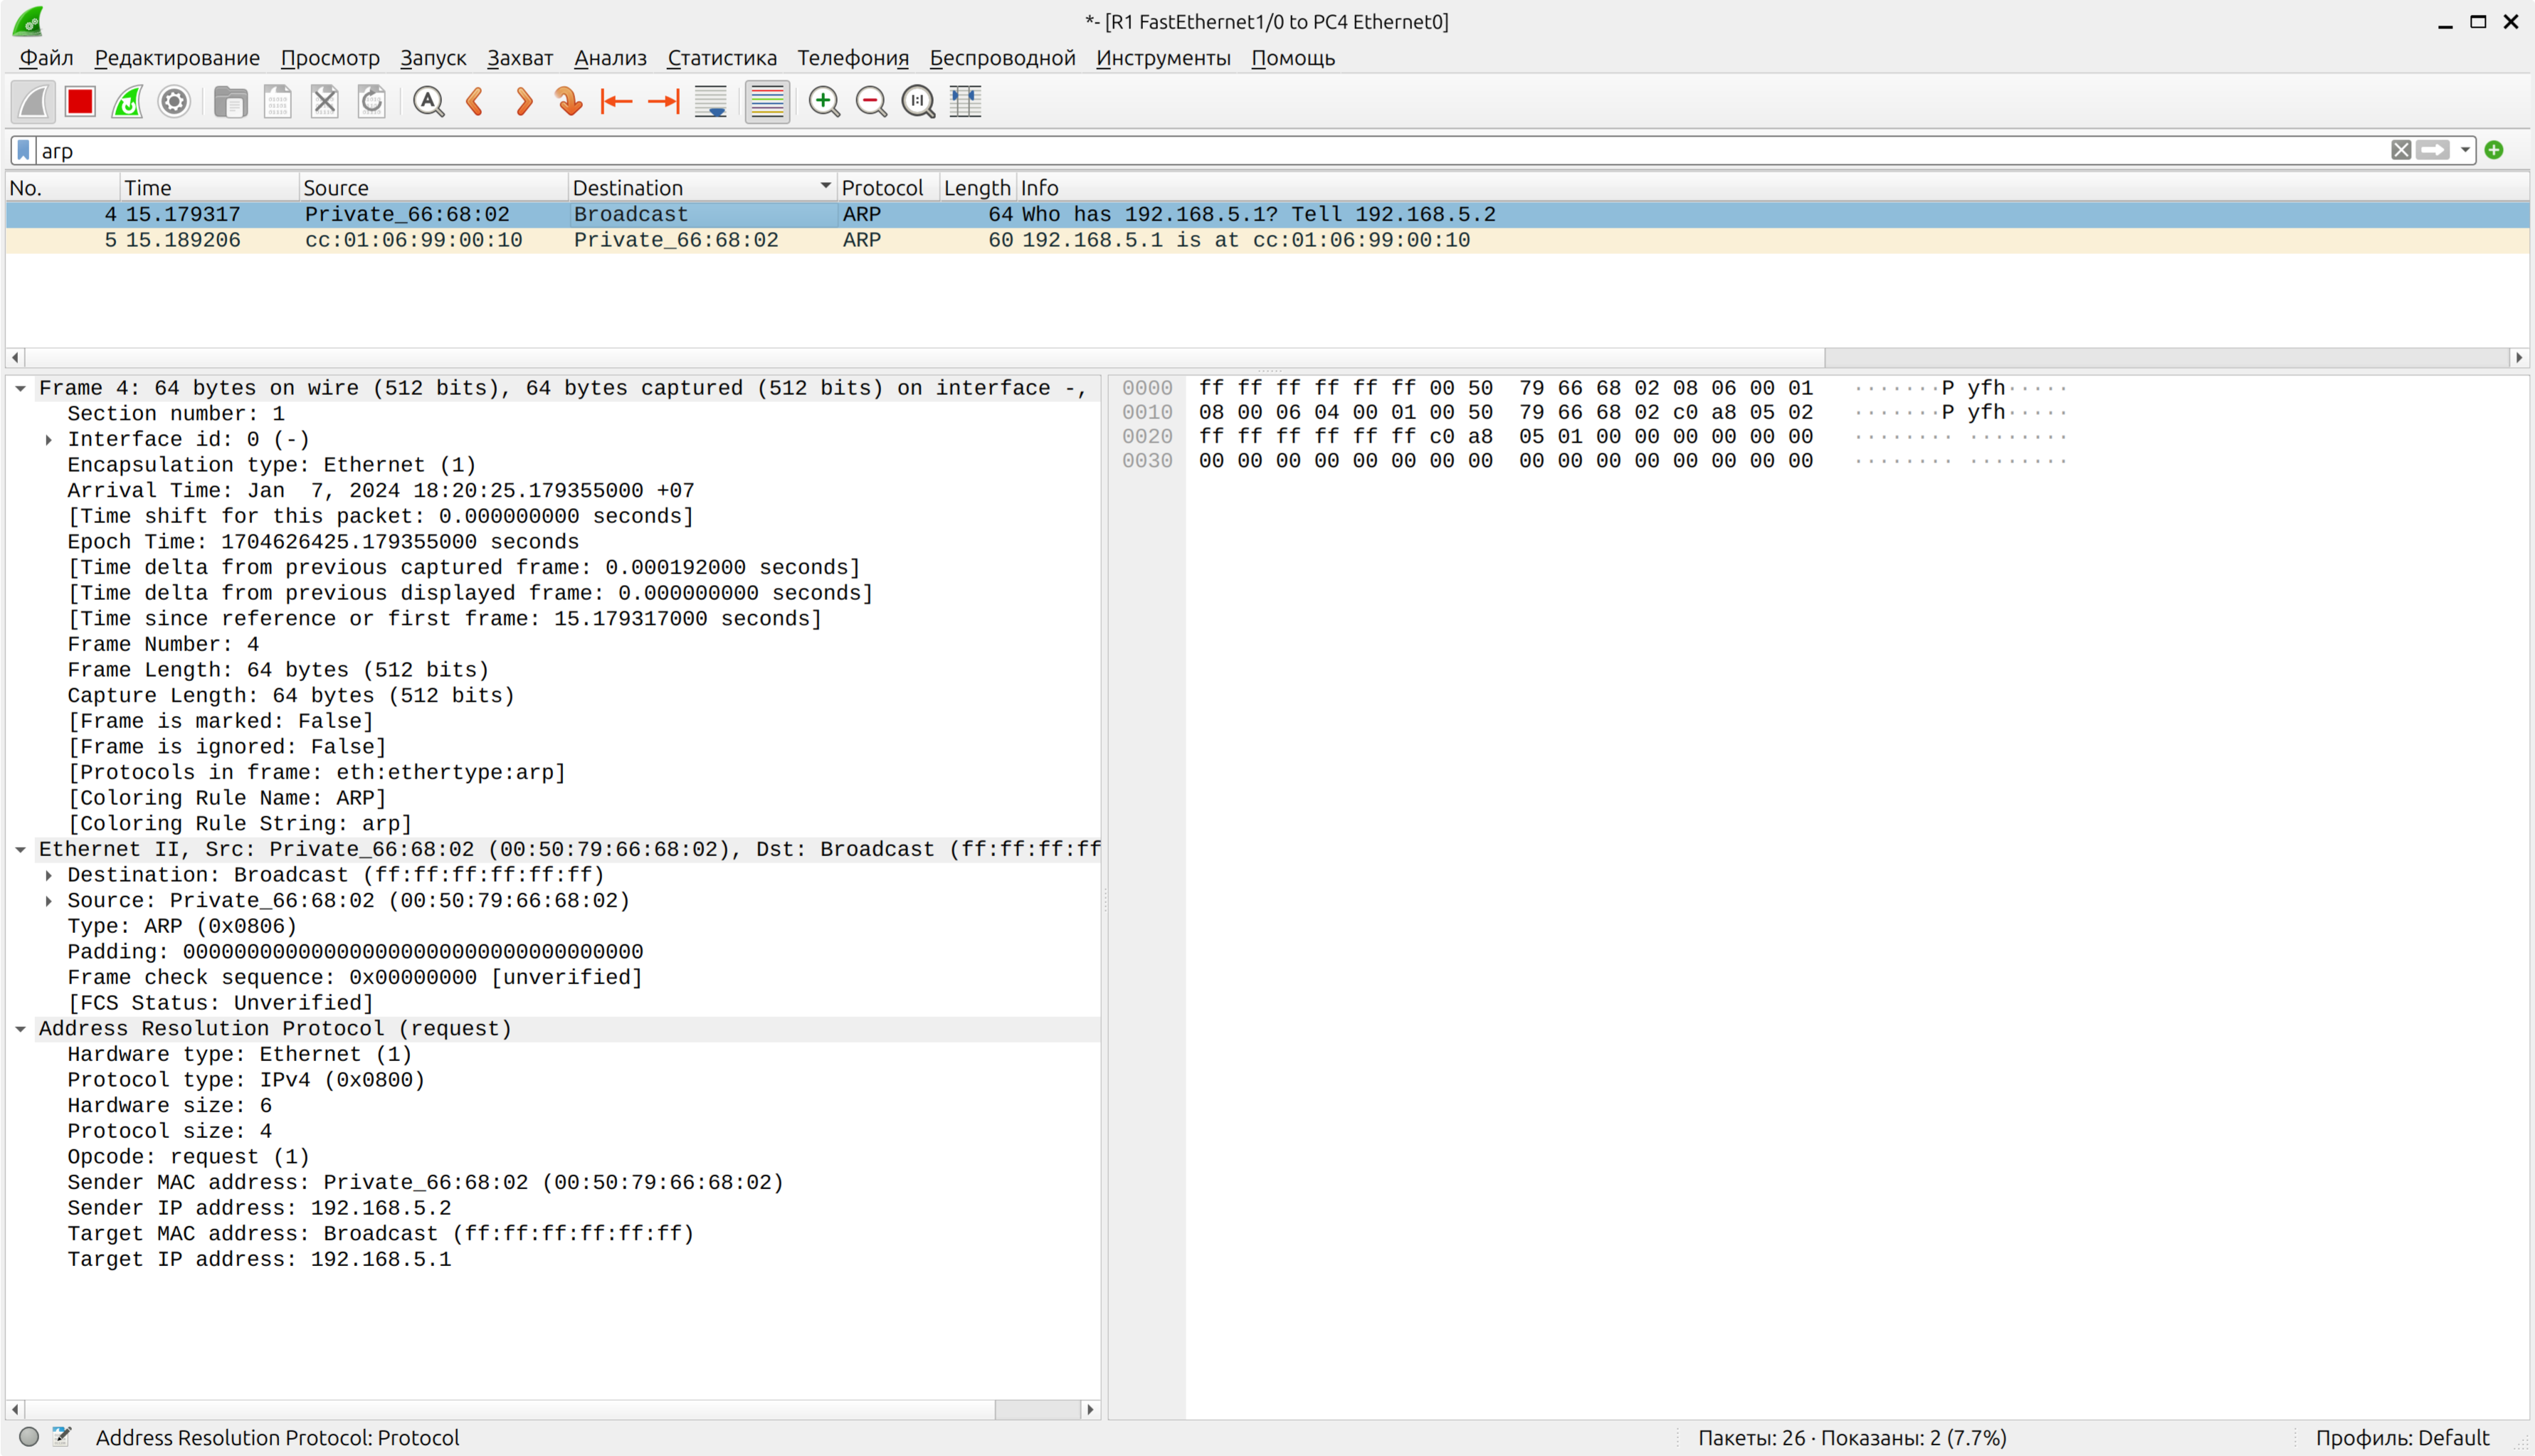 *- [R1 FastEthernet1/0 to PC4 Ethernet0]
Файл Редактирование Просмотр Запуск Захват Анализ Статистика Телефония Беспроводной Инструменты Помощь
arp
No. Time Source Destination Protocol Length Info
4 15.179317 Private_66:68:02 Broadcast ARP 64 Who has 192.168.5.1? Tell 192.168.5.2
5 15.189206 cc:01:06:99:00:10 Private_66:68:02 ARP 60 192.168.5.1 is at cc:01:06:99:00:10
Frame 4: 64 bytes on wire (512 bits), 64 bytes captured (512 bits) on interface -,
Section number: 1
Interface id: 0 (-)
Encapsulation type: Ethernet (1)
Arrival Time: Jan  7, 2024 18:20:25.179355000 +07
[Time shift for this packet: 0.000000000 seconds]
Epoch Time: 1704626425.179355000 seconds
[Time delta from previous captured frame: 0.000192000 seconds]
[Time delta from previous displayed frame: 0.000000000 seconds]
[Time since reference or first frame: 15.179317000 seconds]
Frame Number: 4
Frame Length: 64 bytes (512 bits)
Capture Length: 64 bytes (512 bits)
[Frame is marked: False]
[Frame is ignored: False]
[Protocols in frame: eth:ethertype:arp]
[Coloring Rule Name: ARP]
[Coloring Rule String: arp]
Ethernet II, Src: Private_66:68:02 (00:50:79:66:68:02), Dst: Broadcast (ff:ff:ff:ff
Destination: Broadcast (ff:ff:ff:ff:ff:ff)
Source: Private_66:68:02 (00:50:79:66:68:02)
Type: ARP (0x0806)
Padding: 000000000000000000000000000000000000
Frame check sequence: 0x00000000 [unverified]
[FCS Status: Unverified]
Address Resolution Protocol (request)
Hardware type: Ethernet (1)
Protocol type: IPv4 (0x0800)
Hardware size: 6
Protocol size: 4
Opcode: request (1)
Sender MAC address: Private_66:68:02 (00:50:79:66:68:02)
Sender IP address: 192.168.5.2
Target MAC address: Broadcast (ff:ff:ff:ff:ff:ff)
Target IP address: 192.168.5.1
0000 ff ff ff ff ff ff 00 50 79 66 68 02 08 06 00 01 ·······P yfh·····
0010 08 00 06 04 00 01 00 50 79 66 68 02 c0 a8 05 02 ·······P yfh·····
0020 ff ff ff ff ff ff c0 a8 05 01 00 00 00 00 00 00 ········ ········
0030 00 00 00 00 00 00 00 00 00 00 00 00 00 00 00 00 ········ ········
Address Resolution Protocol: Protocol
Пакеты: 26 · Показаны: 2 (7.7%)
Профиль: Default